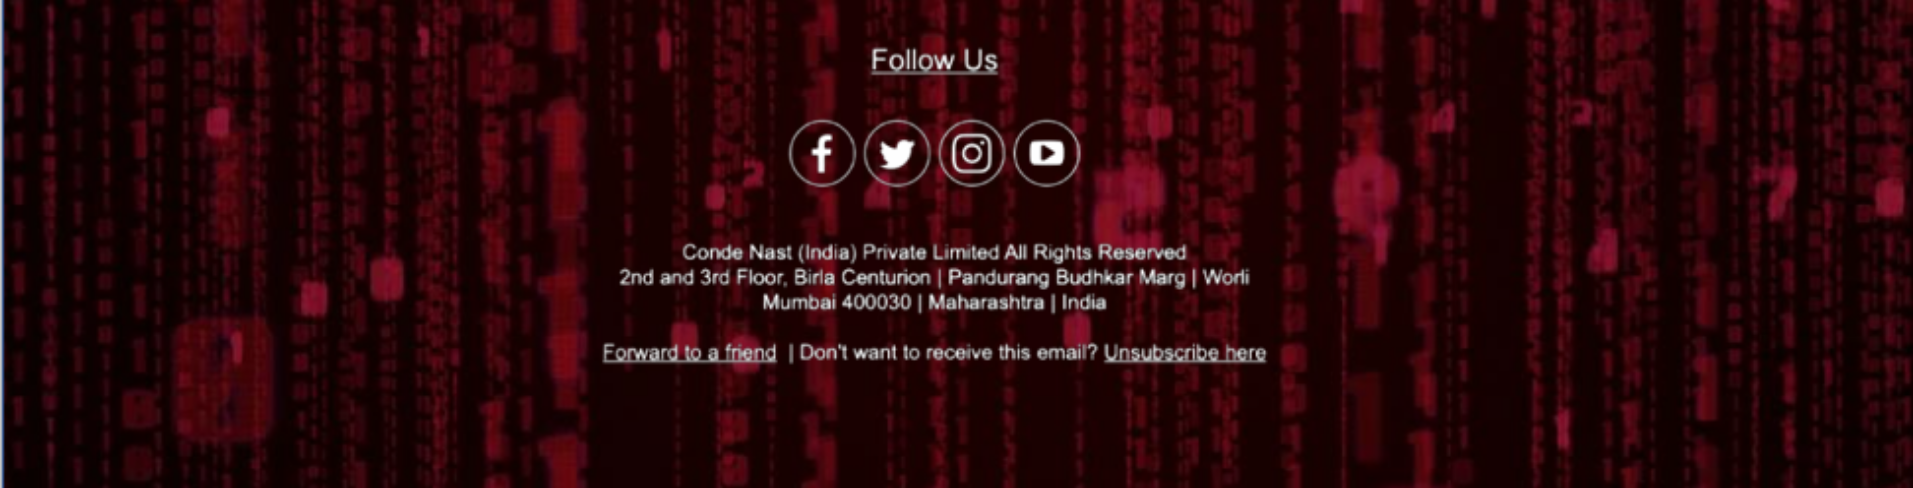 Follow Us
Conde Nast (India) Private Limited All Rights Reserved
2nd and 3rd Floor, Birla Centurion | Pandurang Budhkar Marg | Worli
Mumbai 400030 | Maharashtra | India
Forward to a friend | Don't want to receive this email? Unsubscribe here